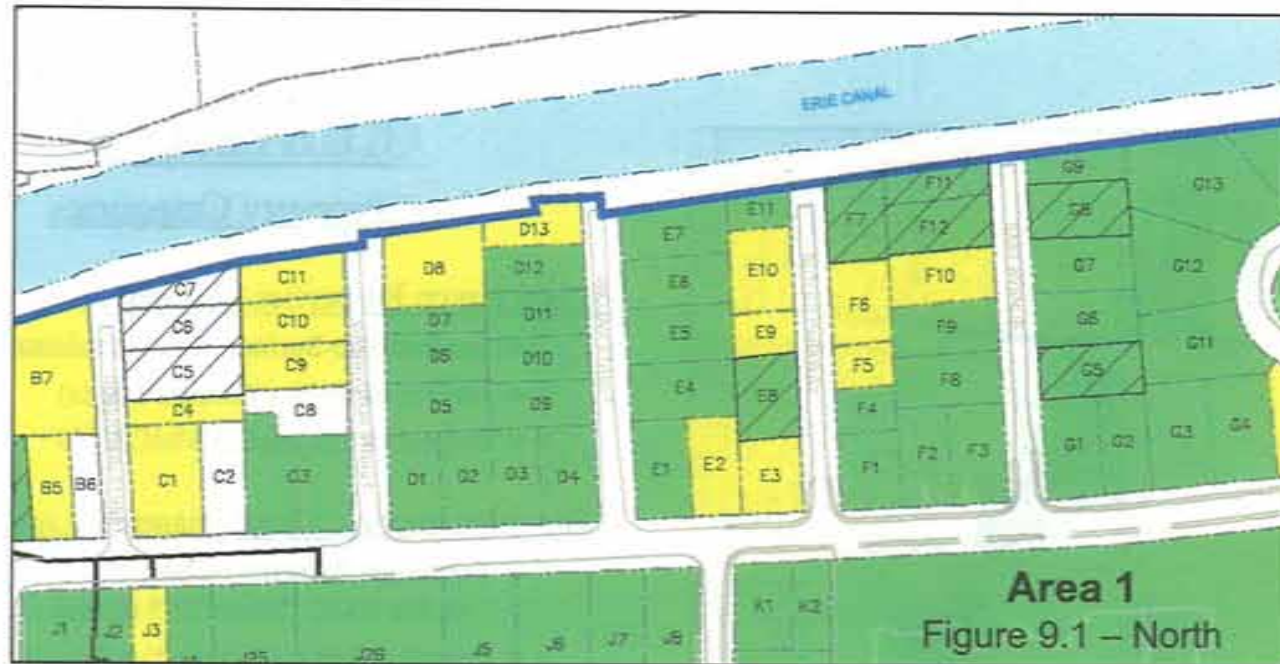 ERIE CANAL
G9
F11
G13
F7
G8
E11
F12
E7
D13
D8
D12
E10
G7
G12
C11
E6
F10
C7
F6
D11
C10
D7
E5
F9
G6
C6
E9
G11
D6
D10
C9
F5
C5
G5
B7
E4
F8
E8
D5
D9
F4
C4
C8
G1
G2
G3
G4
F1
F2
F3
E1
E2
E3
D1
D2
D3
D4
C1
C2
C3
B5
B6
Area 1
K1
K2
Figure 9.1 – North
J1
J2
J3
J25
J26
J5
J6
J7
J8